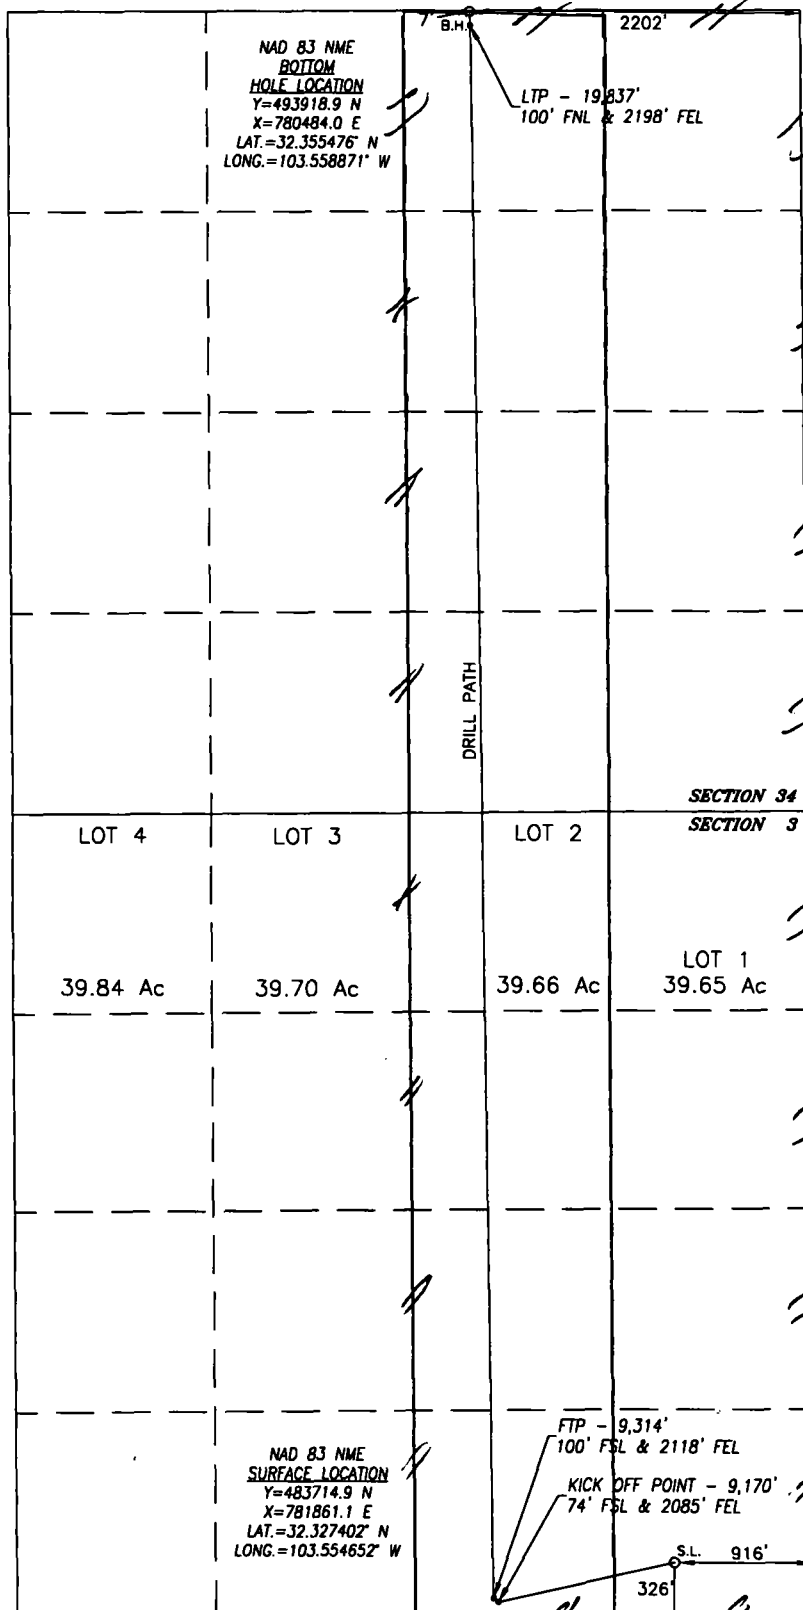 B.H.
2202'
NAD 83 NME
BOTTOM
HOLE LOCATION
Y=493918.9 N
X=780484.0 E
LAT.=32.355476° N
LONG.=103.558871° W
LTP - 19,837'
100' FNL & 2198' FEL
DRILL PATH
SECTION 34
SECTION 3
LOT 4
LOT 3
LOT 2
LOT 1
39.84 Ac
39.70 Ac
39.66 Ac
39.65 Ac
FTP - 9,314'
100' FSL & 2118' FEL
KICK OFF POINT - 9,170'
74' FSL & 2085' FEL
NAD 83 NME
SURFACE LOCATION
Y=483714.9 N
X=781861.1 E
LAT.=32.327402° N
LONG.=103.554652° W
S.L.
916'
326'